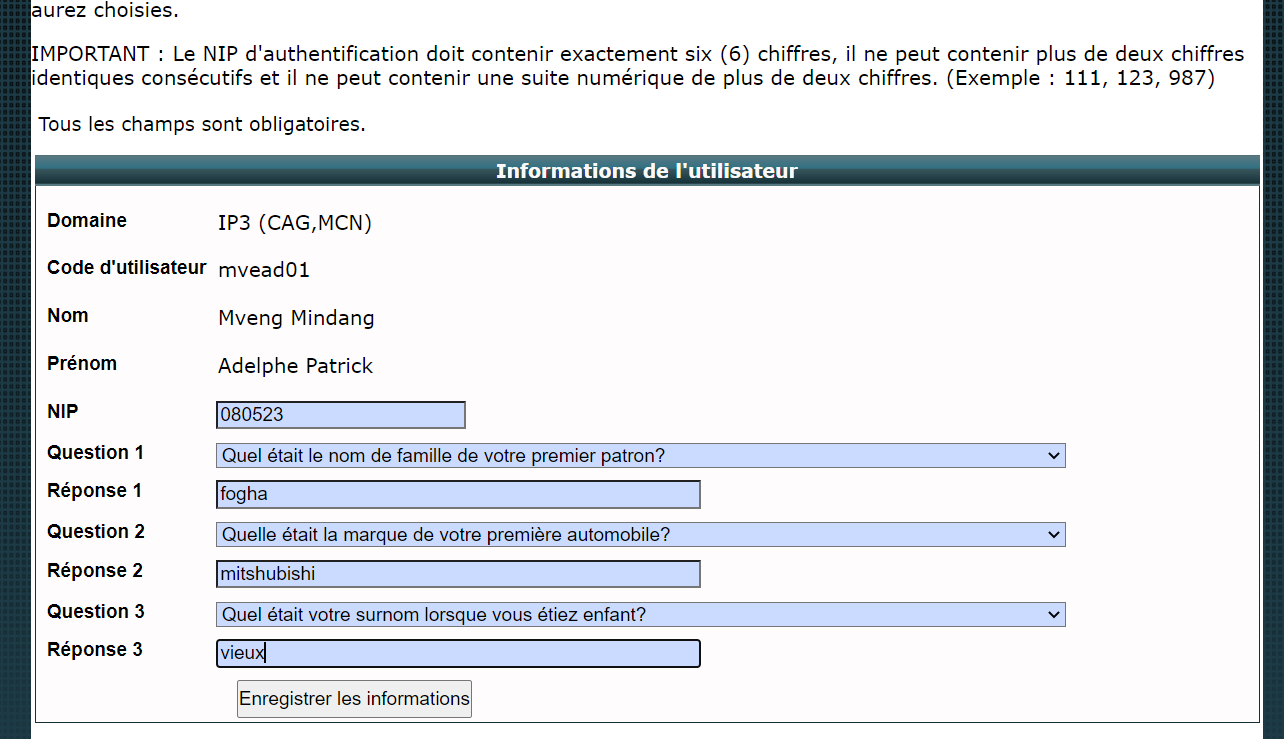 aurez choisies.
IMPORTANT : Le NIP d'authentification doit contenir exactement six (6) chiffres, il ne peut contenir plus de deux chiffres
identiques consécutifs et il ne peut contenir une suite numérique de plus de deux chiffres. (Exemple : 111, 123, 987)
Tous les champs sont obligatoires.
Informations de l'utilisateur
Domaine IP3 (CAG,MCN)
Code d'utilisateur mvead01
Nom Mveng Mindang
Prénom Adelphe Patrick
NIP 080523
Question 1 Quel était le nom de famille de votre premier patron?
Réponse 1 fogha
Question 2 Quelle était la marque de votre première automobile?
Réponse 2 mitshubishi
Question 3 Quel était votre surnom lorsque vous étiez enfant?
Réponse 3 vieux
Enregistrer les informations